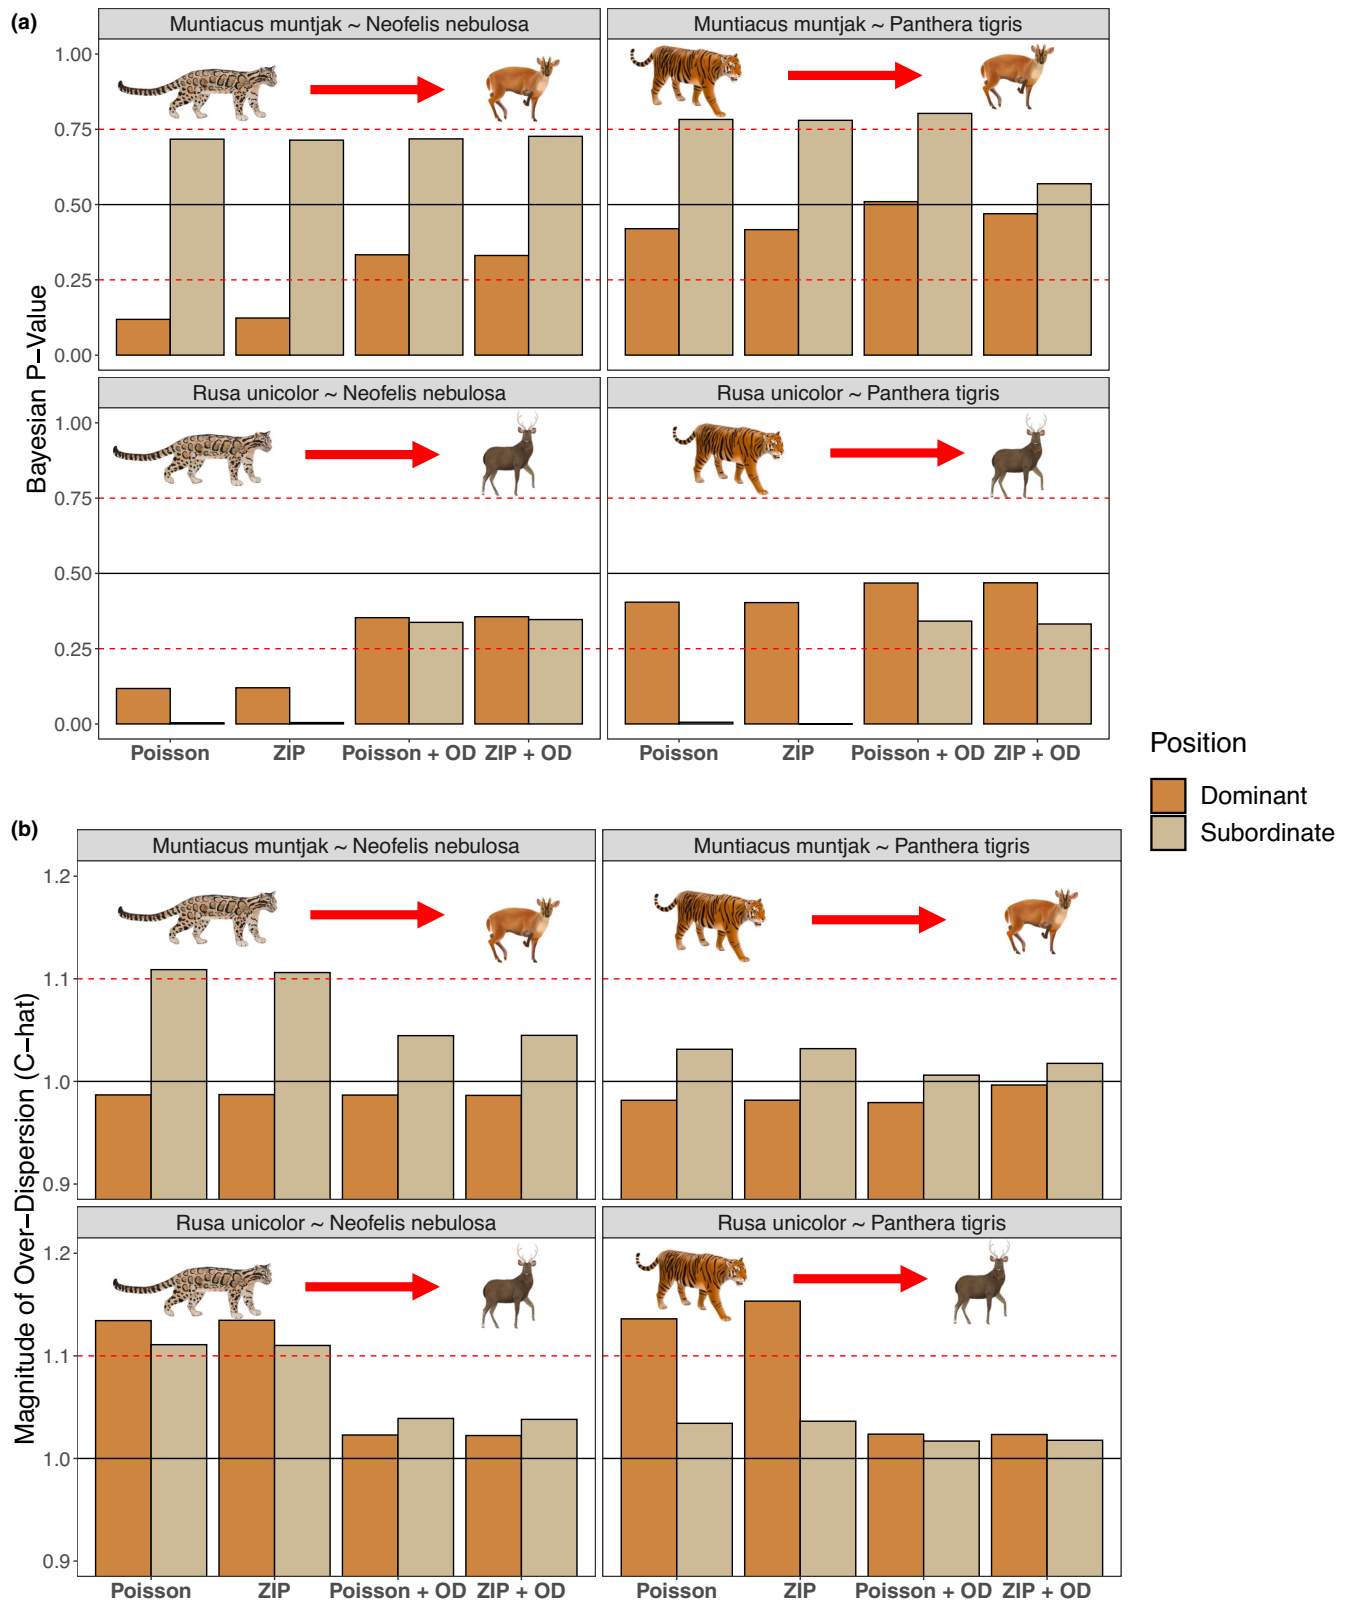 (a)
Muntiacus muntjak ~ Neofelis nebulosa
Muntiacus muntjak ~ Panthera tigris
1.00
0.75
0.50
0.25
0.00
Bayesian P−Value
Rusa unicolor ~ Neofelis nebulosa
Rusa unicolor ~ Panthera tigris
1.00
0.75
0.50
0.25
0.00
Poisson ZIP Poisson + OD ZIP + OD
Poisson ZIP Poisson + OD ZIP + OD
Position
Dominant
Subordinate
(b)
Muntiacus muntjak ~ Neofelis nebulosa
Muntiacus muntjak ~ Panthera tigris
1.2
1.1
1.0
0.9
Magnitude of Over−Dispersion (C−hat)
Rusa unicolor ~ Neofelis nebulosa
Rusa unicolor ~ Panthera tigris
1.2
1.1
1.0
0.9
Poisson ZIP Poisson + OD ZIP + OD
Poisson ZIP Poisson + OD ZIP + OD